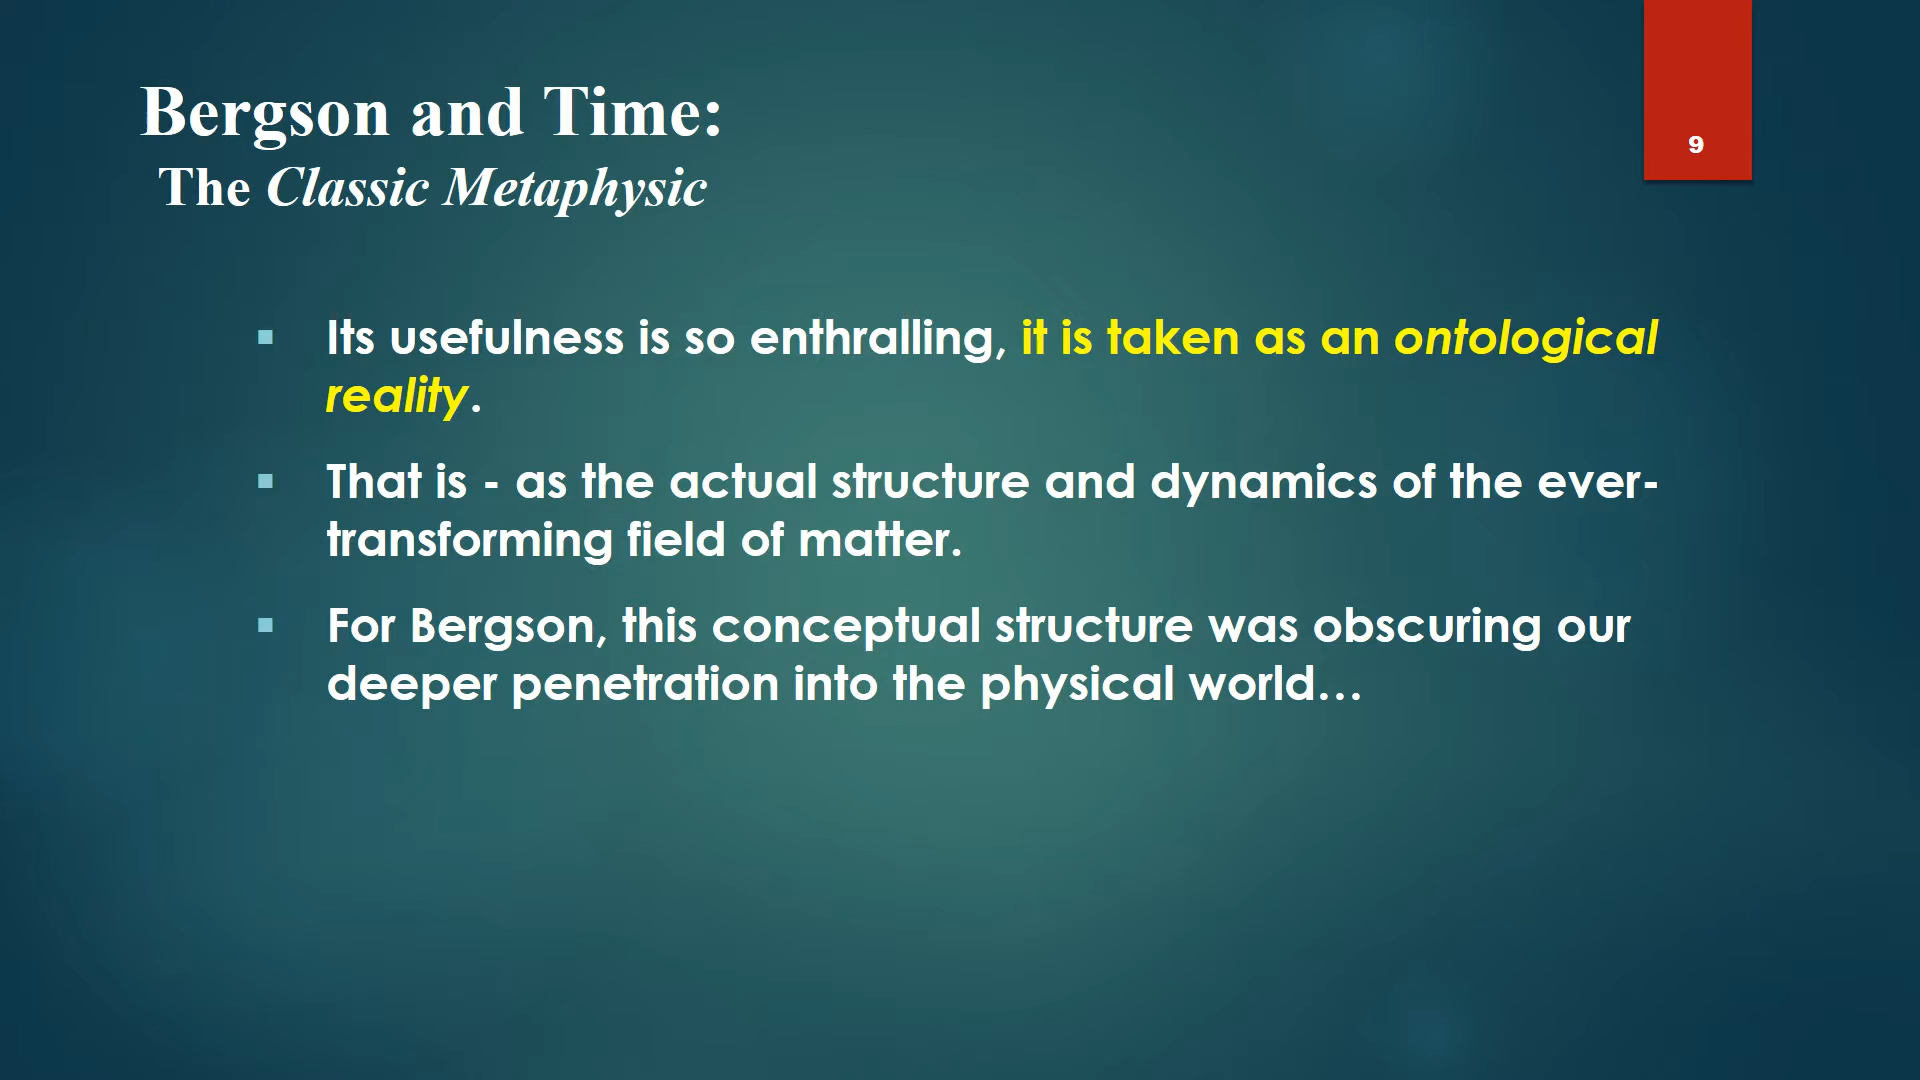 Bergson and Time:
The Classic Metaphysic
9
▪ Its usefulness is so enthralling, it is taken as an ontological
reality.
▪ That is - as the actual structure and dynamics of the ever-
transforming field of matter.
▪ For Bergson, this conceptual structure was obscuring our
deeper penetration into the physical world…